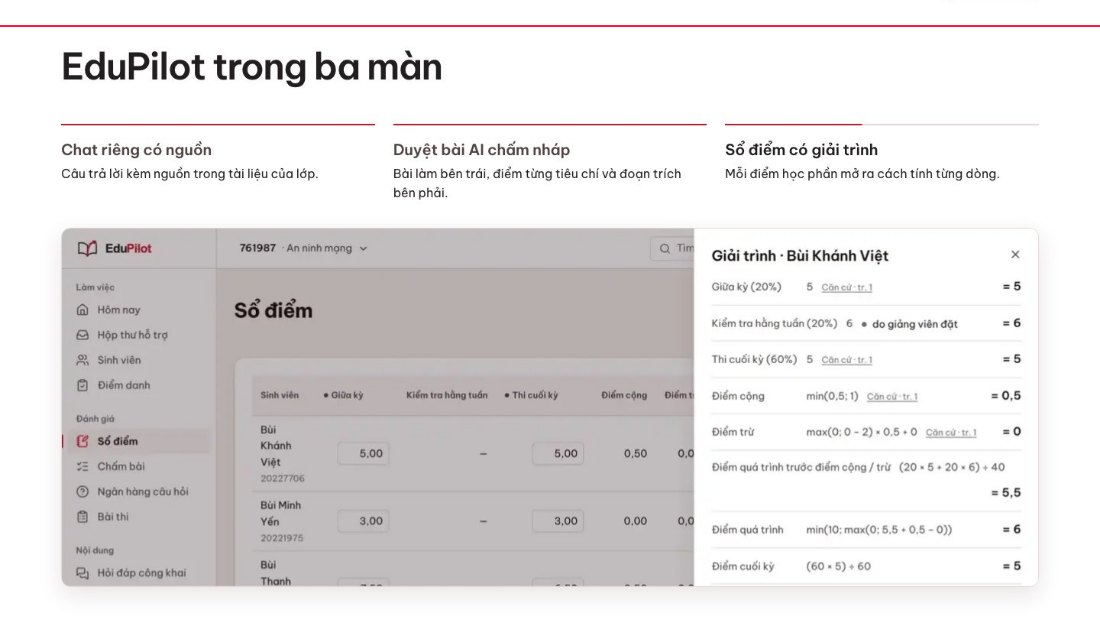 EduPilot trong ba màn
Chat riêng có nguồn
Câu trả lời kèm nguồn trong tài liệu của lớp.
Duyệt bài AI chấm nháp
Bài làm bên trái, điểm từng tiêu chí và đoạn trích
bên phải.
Sổ điểm có giải trình
Mỗi điểm học phần mở ra cách tính từng dòng.
EduPilot
Làm việc
Hôm nay
Hộp thư hỗ trợ
Sinh viên
Điểm danh
Đánh giá
Sổ điểm
Chấm bài
Ngân hàng câu hỏi
Bài thi
Nội dung
Hỏi đáp công khai
761987 · An ninh mạng
Tìm
Sổ điểm
Sinh viên • Giữa kỳ Kiểm tra hằng tuần • Thi cuối kỳ Điểm cộng Điểm
Bùi
Khánh
Việt
20227706
5,00 – 5,00 0,50 0,0
Bùi Minh
Yến
20221975
3,00 – 3,00 0,00 0,0
Bùi
Thanh
Giải trình · Bùi Khánh Việt
Giữa kỳ (20%) 5 Căn cứ · tr. 1 = 5
Kiểm tra hằng tuần (20%) 6 • do giảng viên đặt = 6
Thi cuối kỳ (60%) 5 Căn cứ · tr. 1 = 5
Điểm cộng min(0,5; 1) Căn cứ · tr. 1 = 0,5
Điểm trừ max(0; 0 − 2) × 0,5 + 0 Căn cứ · tr. 1 = 0
Điểm quá trình trước điểm cộng / trừ (20 × 5 + 20 × 6) ÷ 40
= 5,5
Điểm quá trình min(10; max(0; 5,5 + 0,5 − 0)) = 6
Điểm cuối kỳ (60 × 5) ÷ 60 = 5